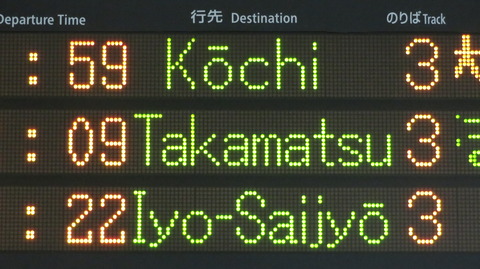 Departure Time 行先 Destination のりば Track
:59 Kōchi 3
:09 Takamatsu 3
:22 Iyo-Saijyō 3